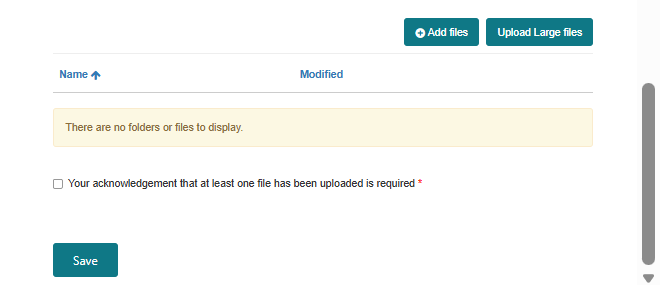 Add files Upload Large files
Name Modified
There are no folders or files to display.
Your acknowledgement that at least one file has been uploaded is required *
Save